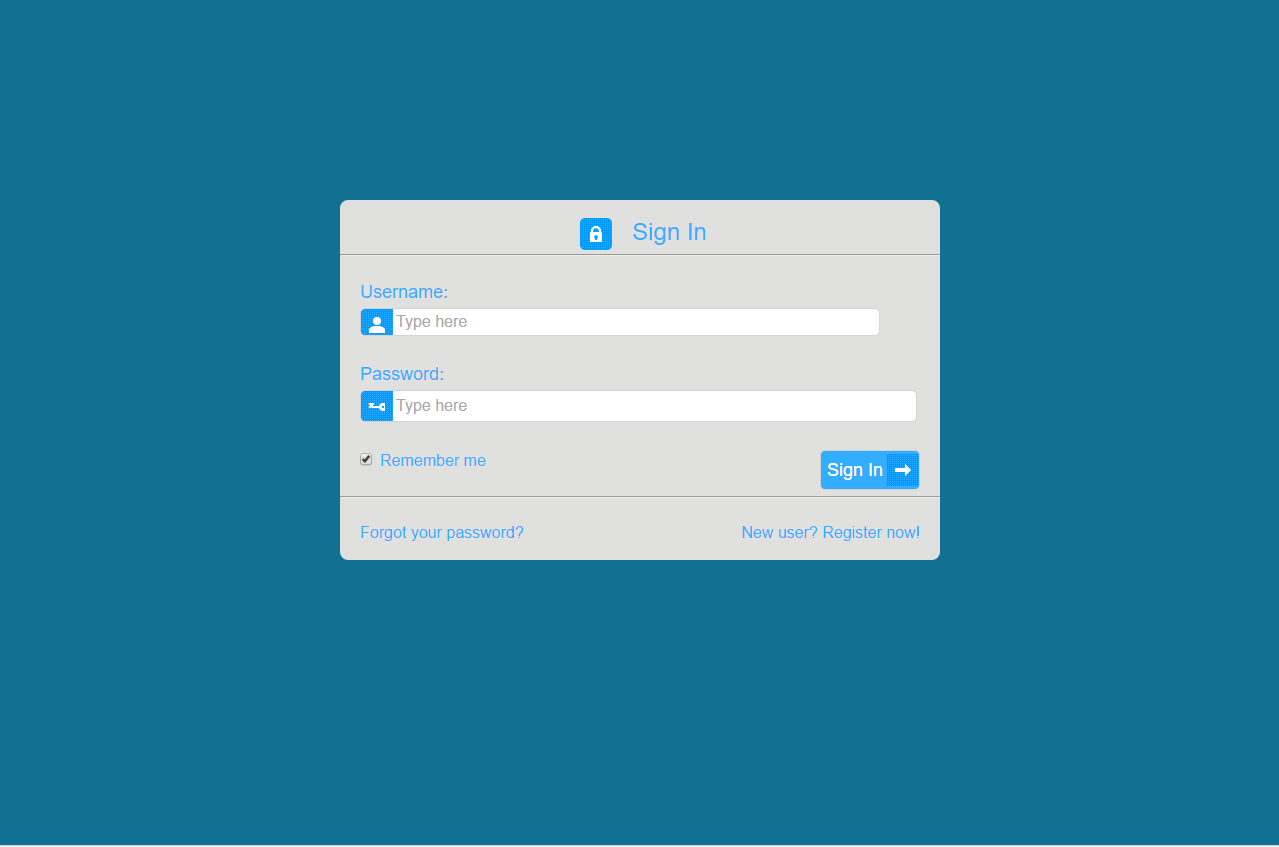 Sign In
Username:
Type here
Password:
Type here
Remember me
Sign In
Forgot your password?
New user? Register now!